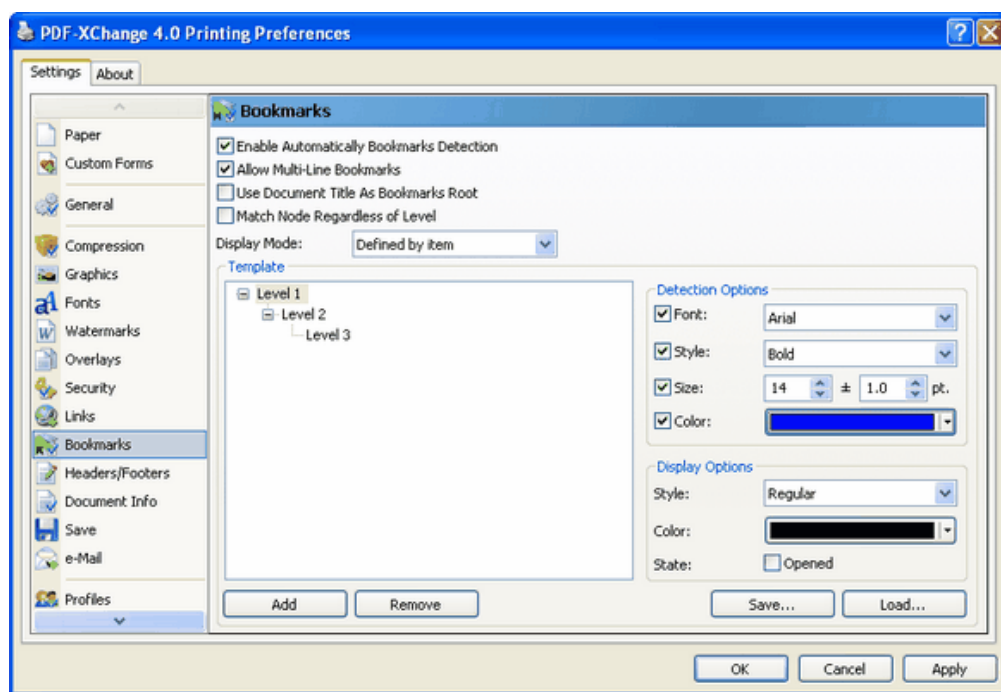 PDF-XChange 4.0 Printing Preferences
Settings About
Paper
Custom Forms
General
Compression
Graphics
Fonts
Watermarks
Overlays
Security
Links
Bookmarks
Headers/Footers
Document Info
Save
e-Mail
Profiles
Bookmarks
Enable Automatically Bookmarks Detection
Allow Multi-Line Bookmarks
Use Document Title As Bookmarks Root
Match Node Regardless of Level
Display Mode: Defined by item
Template
Level 1
Level 2
Level 3
Detection Options
Font: Arial
Style: Bold
Size: 14 ± 1.0 pt.
Color:
Display Options
Style: Regular
Color:
State: Opened
Add Remove Save... Load...
OK Cancel Apply